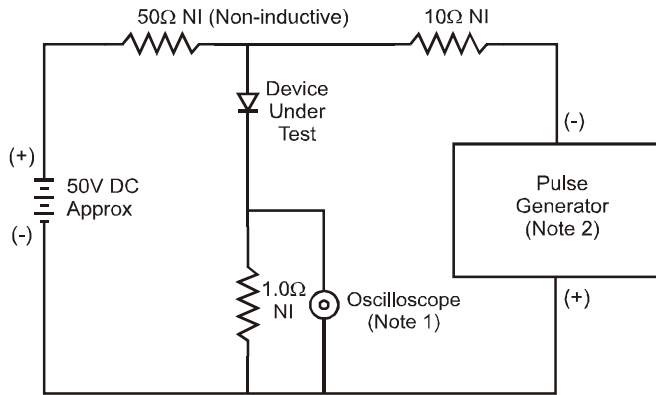 50Ω NI (Non-inductive)
10Ω NI
Device
Under
Test
(-)
(+)
50V DC
Approx
(-)
Pulse
Generator
(Note 2)
1.0Ω
NI
Oscilloscope
(Note 1)
(+)